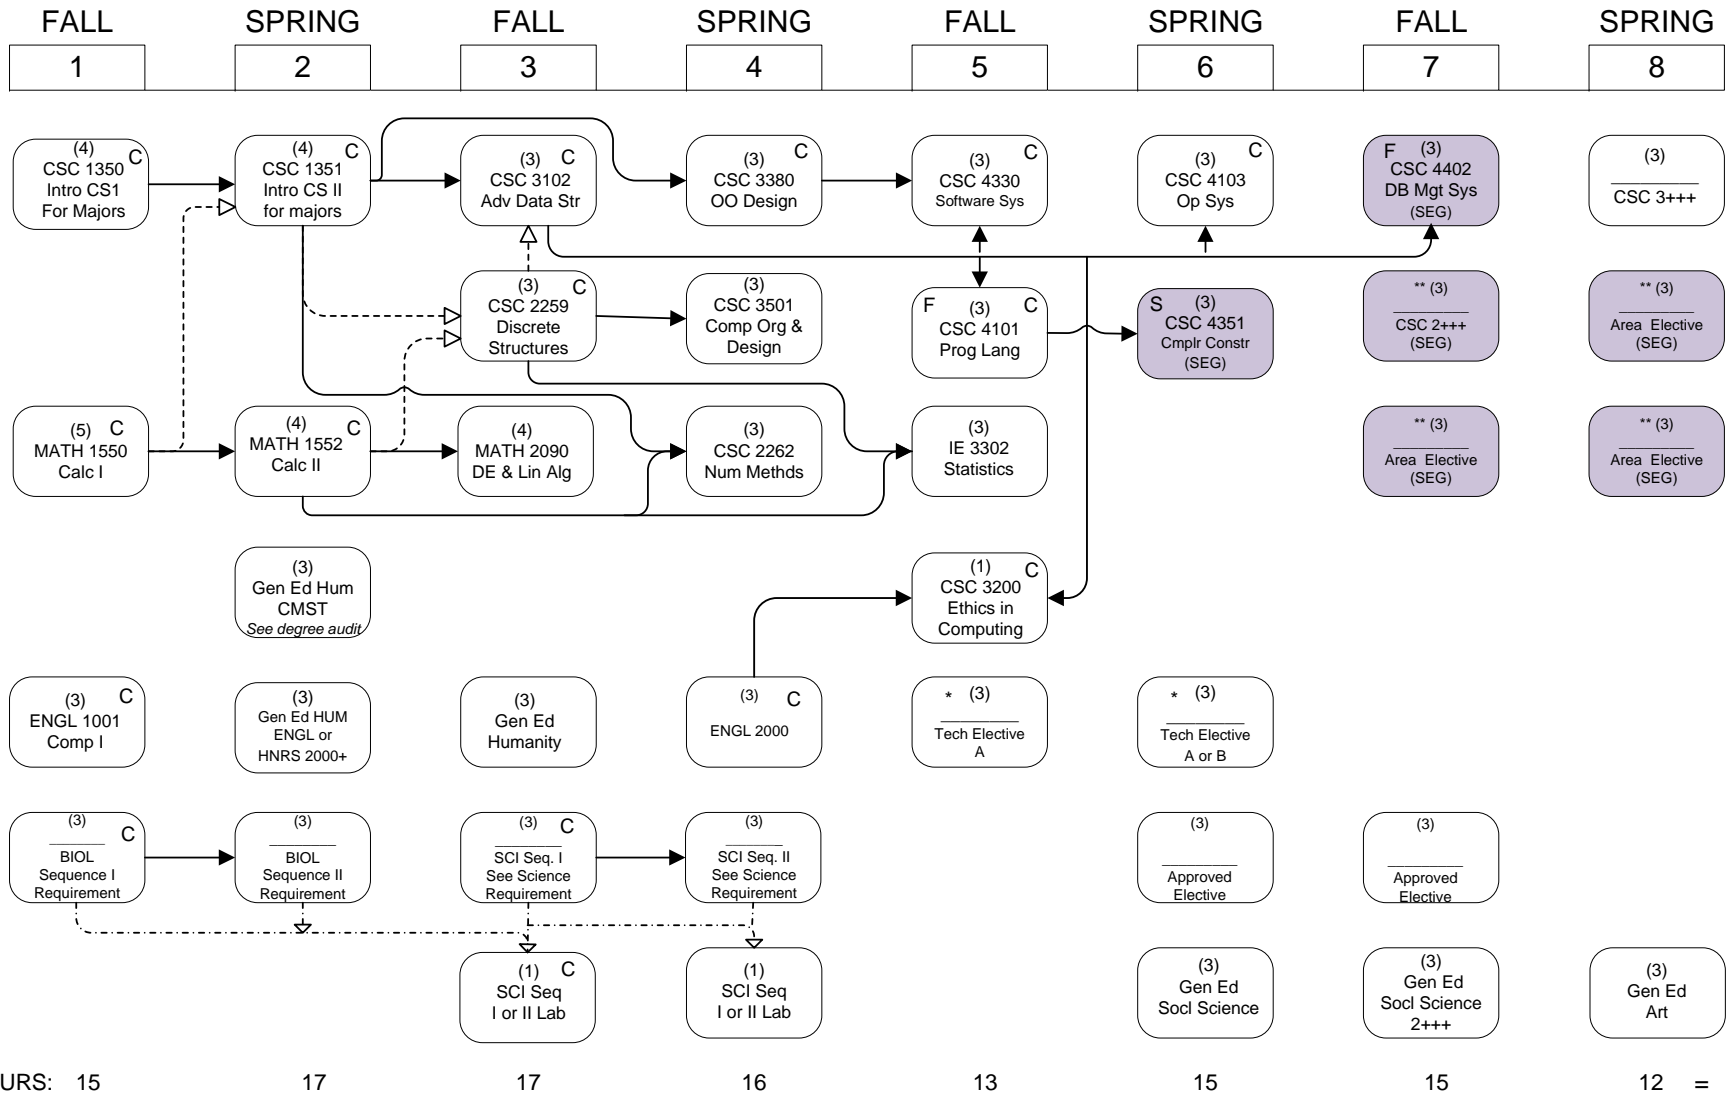 FALL SPRING FALL SPRING FALL SPRING FALL SPRING
1 2 3 4 5 6 7 8
(4) C
CSC 1350
Intro CS1
For Majors
(4) C
CSC 1351
Intro CS II
for majors
(3) C
CSC 3102
Adv Data Str
(3) C
CSC 3380
OO Design
(3) C
CSC 4330
Software Sys
(3) C
CSC 4103
Op Sys
F (3)
CSC 4402
DB Mgt Sys
(SEG)
(3)
CSC 3+++
(3) C
CSC 2259
Discrete
Structures
(3)
CSC 3501
Comp Org &
Design
F (3) C
CSC 4101
Prog Lang
S (3)
CSC 4351
Cmplr Constr
(SEG)
** (3)
CSC 2+++
(SEG)
** (3)
Area Elective
(SEG)
(5) C
MATH 1550
Calc I
(4) C
MATH 1552
Calc II
(4)
MATH 2090
DE & Lin Alg
(3)
CSC 2262
Num Methds
(3)
IE 3302
Statistics
** (3)
Area Elective
(SEG)
** (3)
Area Elective
(SEG)
(3)
Gen Ed Hum
CMST
See degree audit
(1) C
CSC 3200
Ethics in
Computing
(3) C
ENGL 1001
Comp I
(3)
Gen Ed HUM
ENGL or
HNRS 2000+
(3)
Gen Ed
Humanity
(3) C
ENGL 2000
* (3)
Tech Elective
A
* (3)
Tech Elective
A or B
(3) C
BIOL
Sequence I
Requirement
(3)
BIOL
Sequence II
Requirement
(3) C
SCI Seq. I
See Science
Requirement
(3)
SCI Seq. II
See Science
Requirement
(3)
Approved
Elective
(3)
Approved
Elective
(1) C
SCI Seq
I or II Lab
(1)
SCI Seq
I or II Lab
(3)
Gen Ed
Socl Science
(3)
Gen Ed
Socl Science
2+++
(3)
Gen Ed
Art
URS: 15 17 17 16 13 15 15 12 =